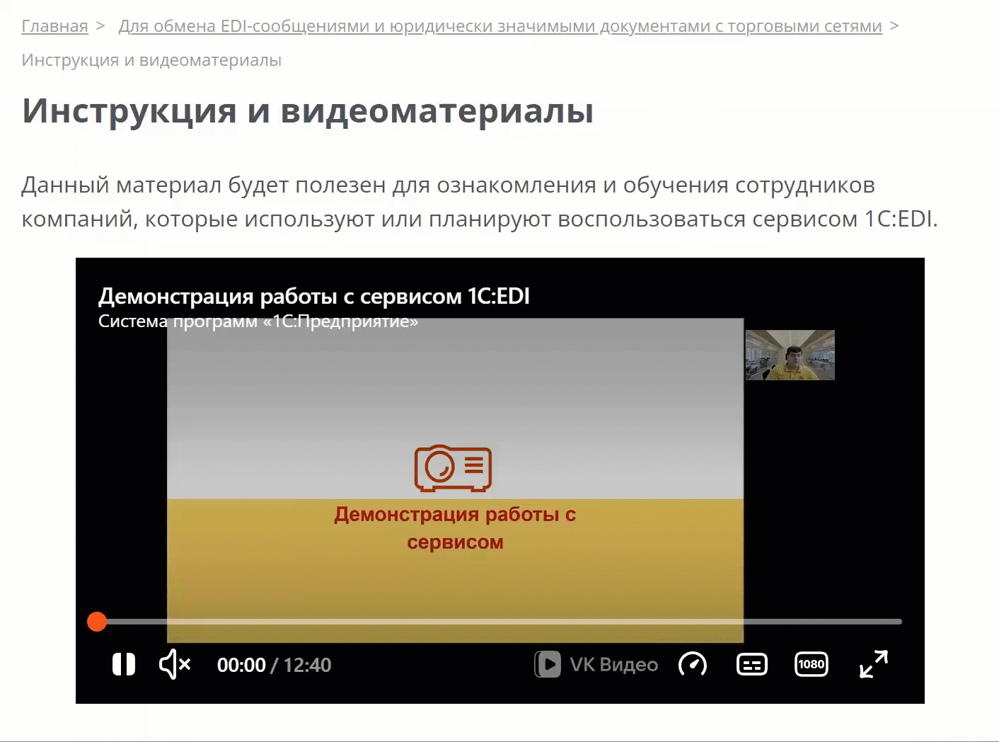 Главная > Для обмена EDI-сообщениями и юридически значимыми документами с торговыми сетями >
Инструкция и видеоматериалы
Инструкция и видеоматериалы
Данный материал будет полезен для ознакомления и обучения сотрудников
компаний, которые используют или планируют воспользоваться сервисом 1С:EDI.
Демонстрация работы с сервисом 1С:EDI
Система программ «1С:Предприятие»
Демонстрация работы с
сервисом
00:00 / 12:40
VK Видео
1080